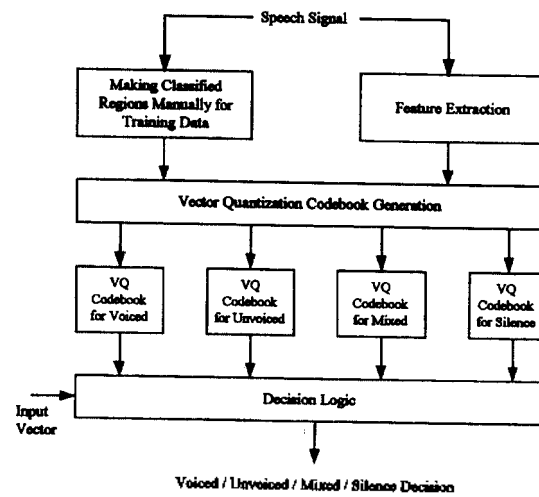 Speech Signal
Making Classified
Regions Manually for
Training Data
Feature Extraction
Vector Quantization Codebook Generation
VQ
Codebook
for Voiced
VQ
Codebook
for Unvoiced
VQ
Codebook
for Mixed
VQ
Codebook
for Silence
Input
Vector
Decision Logic
Voiced / Unvoiced / Mixed / Silence Decision